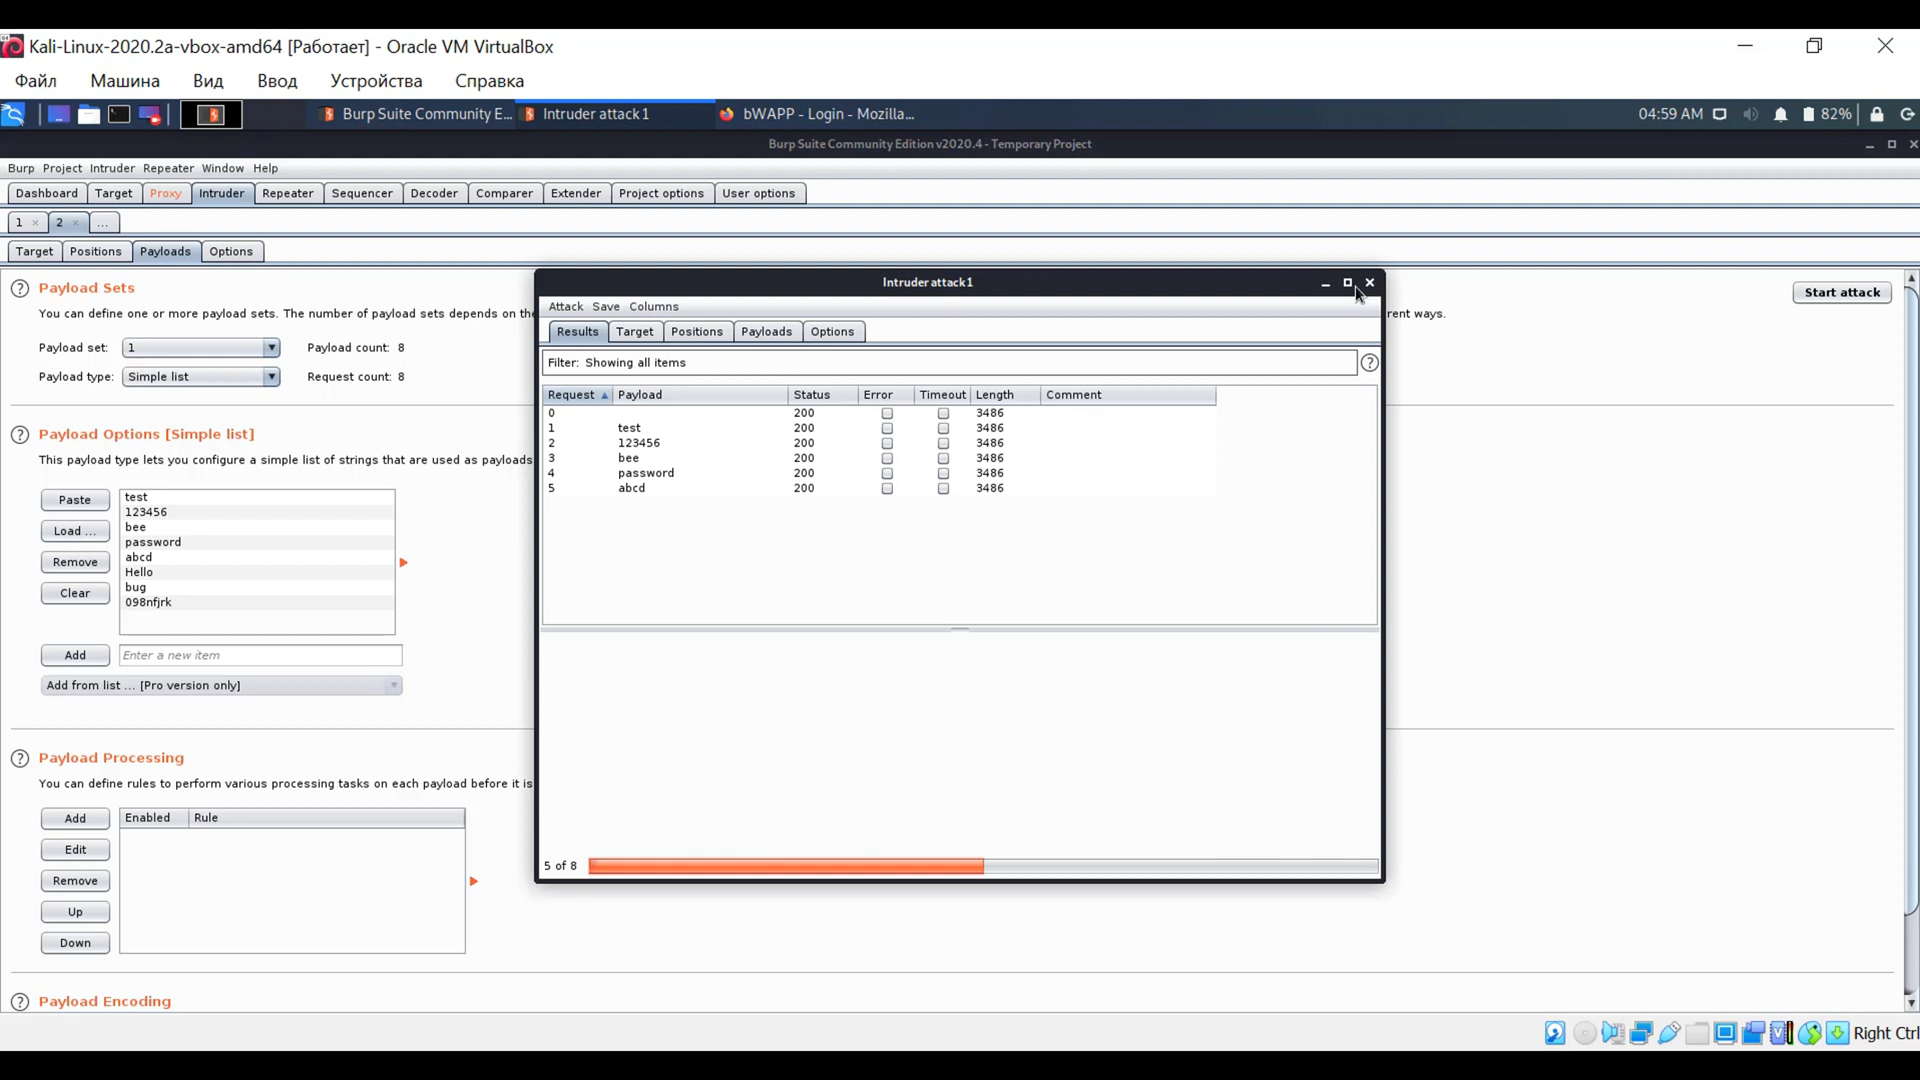 Kali-Linux-2020.2a-vbox-amd64 [Работает] - Oracle VM VirtualBox
Файл Машина Вид Ввод Устройства Справка
Burp Suite Community E... Intruder attack 1 bWAPP - Login - Mozilla... 04:59 AM 82%
Burp Suite Community Edition v2020.4 - Temporary Project
Burp Project Intruder Repeater Window Help
Dashboard Target Proxy Intruder Repeater Sequencer Decoder Comparer Extender Project options User options
1 × 2 × ...
Target Positions Payloads Options
Payload Sets
Start attack
You can define one or more payload sets. The number of payload sets depends on the
rent ways.
Payload set: 1 Payload count: 8
Payload type: Simple list Request count: 8
Payload Options [Simple list]
This payload type lets you configure a simple list of strings that are used as payloads
Paste
Load ...
Remove
Clear
test
123456
bee
password
abcd
Hello
bug
098nfjrk
Add Enter a new item
Add from list ... [Pro version only]
Payload Processing
You can define rules to perform various processing tasks on each payload before it is
Add
Edit
Remove
Up
Down
Enabled Rule
Payload Encoding
Intruder attack 1
Attack Save Columns
Results Target Positions Payloads Options
Filter: Showing all items
Request Payload Status Error Timeout Length Comment
0 200 3486
1 test 200 3486
2 123456 200 3486
3 bee 200 3486
4 password 200 3486
5 abcd 200 3486
5 of 8
Right Ctrl